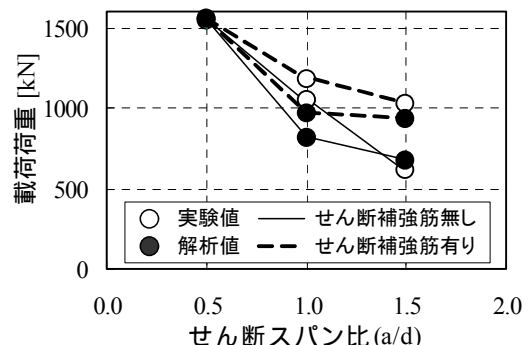 載荷荷重 [kN]
1500
1000
500
0
実験値 せん断補強筋無し
解析値 せん断補強筋有り
0.0 0.5 1.0 1.5 2.0
せん断スパン比(a/d)